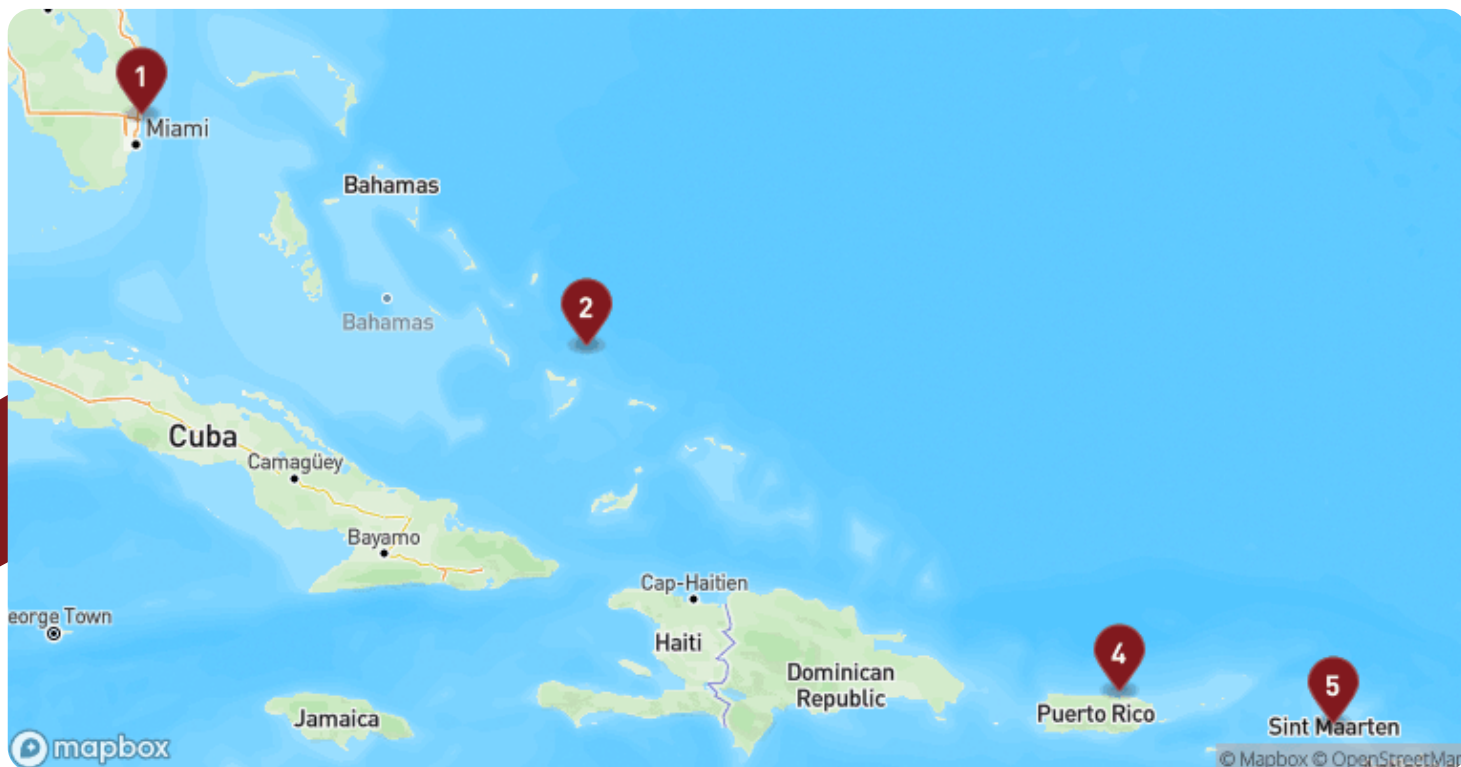 1
Miami
Bahamas
2
Bahamas
Cuba
Camagüey
Bayamo
Cap-Haitien
eorge Town
Haiti
4
Dominican
Republic
5
Puerto Rico
Jamaica
Sint Maarten
mapbox
© Mapbox © OpenStreetMap